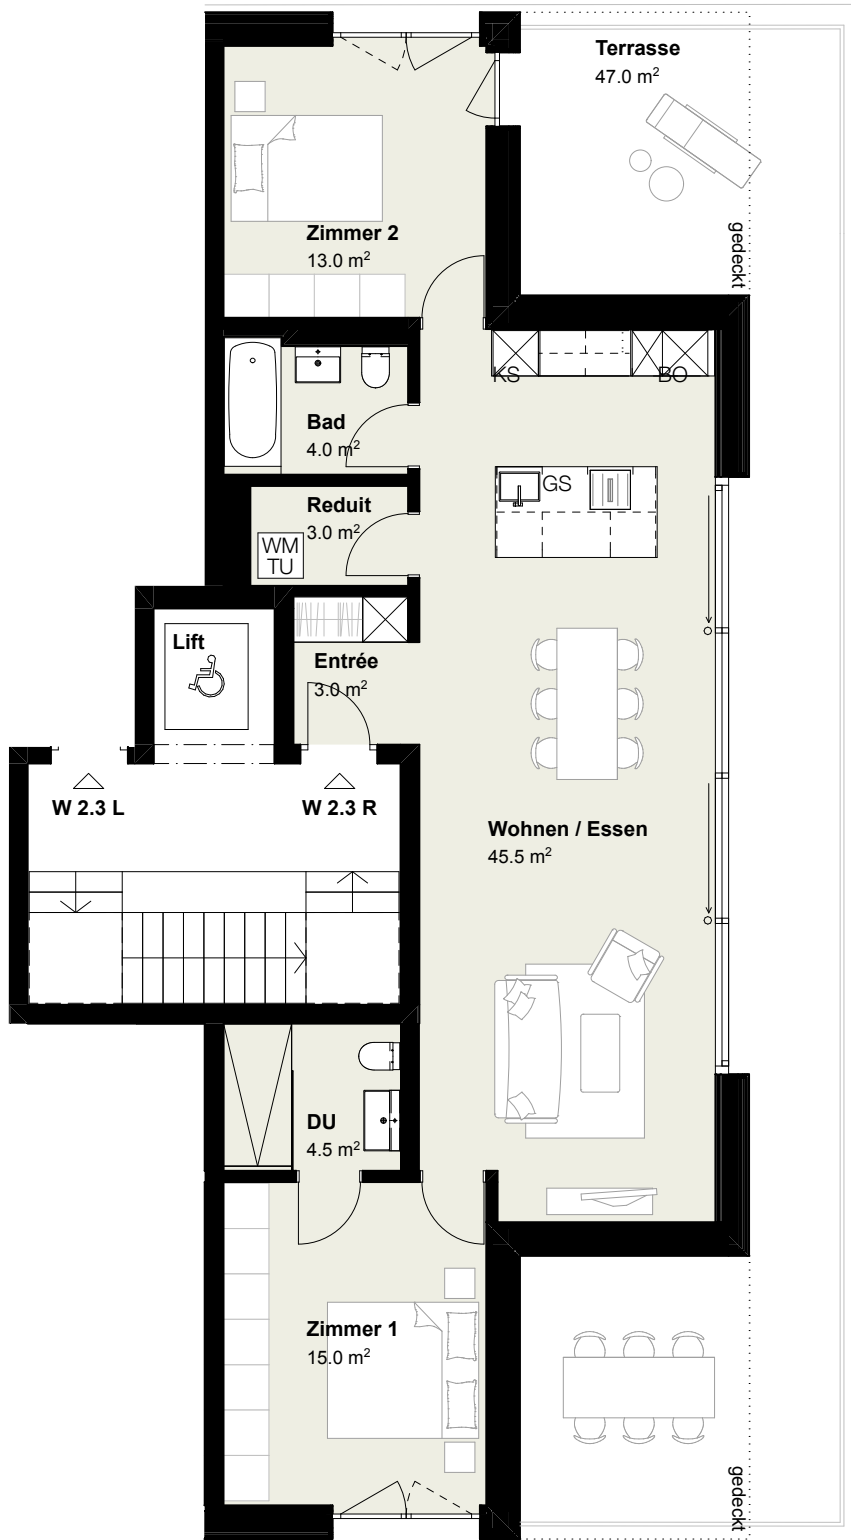 Terrasse
47.0 m²
gedeckt
Zimmer 2
13.0 m²
KS
BO
Bad
4.0 m²
GS
Reduit
3.0 m²
WM
TU
Lift
Entrée
3.0 m²
W 2.3 L
W 2.3 R
Wohnen / Essen
45.5 m²
DU
4.5 m²
Zimmer 1
15.0 m²
gedeckt